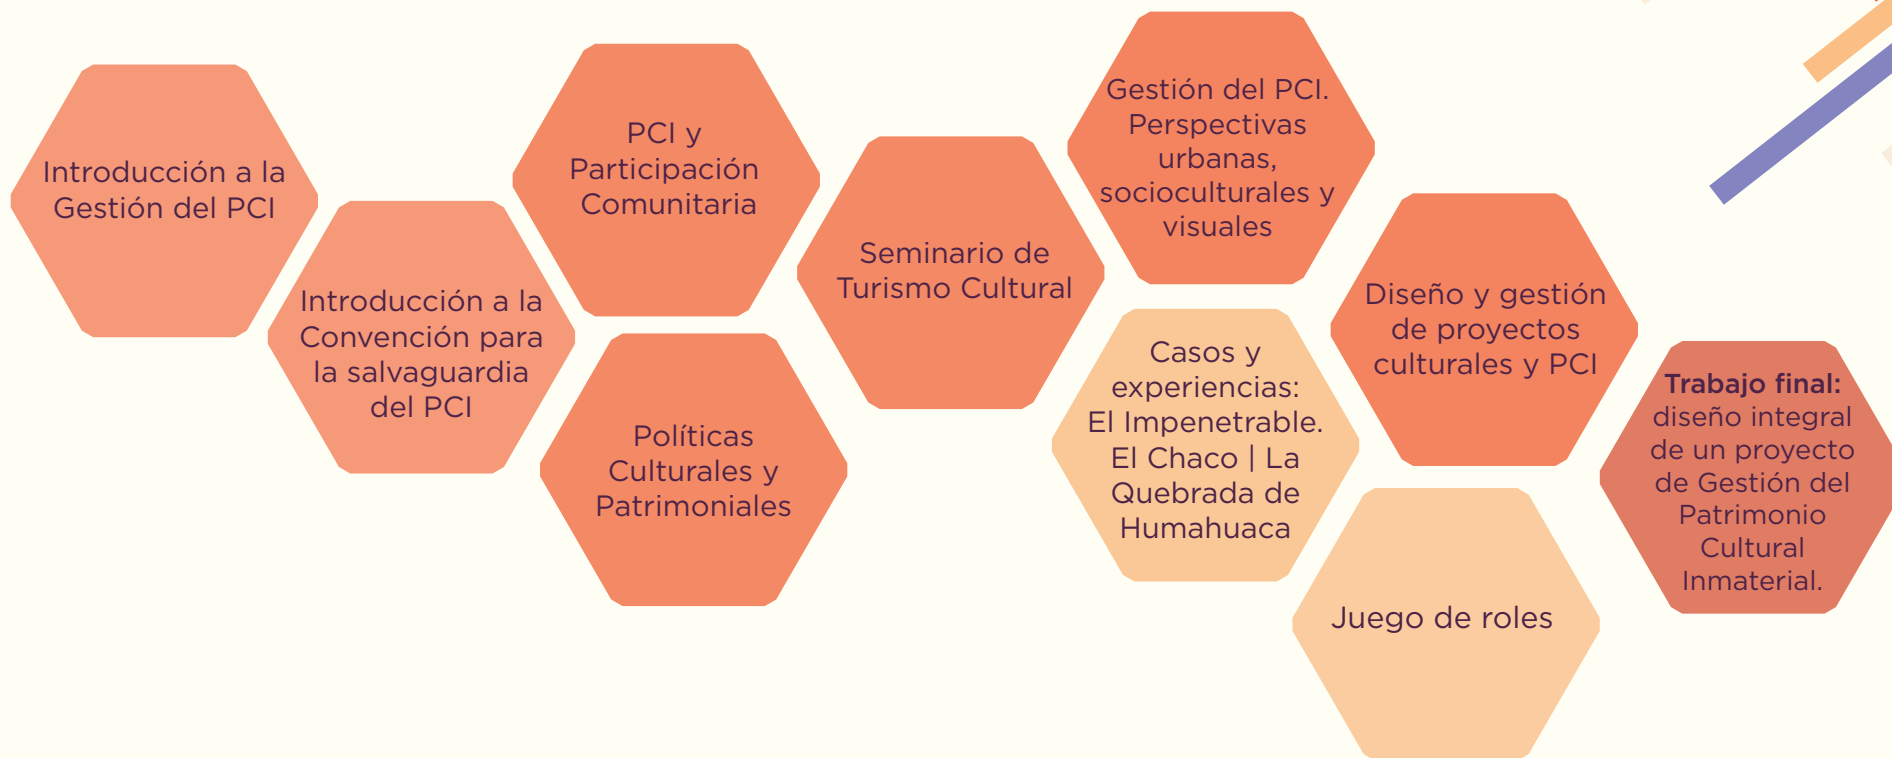 Introducción a la
Gestión del PCI
Introducción a la
Convención para
la salvaguardia
del PCI
PCI y
Participación
Comunitaria
Políticas
Culturales y
Patrimoniales
Seminario de
Turismo Cultural
Gestión del PCI.
Perspectivas
urbanas,
socioculturales y
visuales
Casos y
experiencias:
El Impenetrable.
El Chaco | La
Quebrada de
Humahuaca
Diseño y gestión
de proyectos
culturales y PCI
Juego de roles
Trabajo final:
diseño integral
de un proyecto
de Gestión del
Patrimonio
Cultural
Inmaterial.